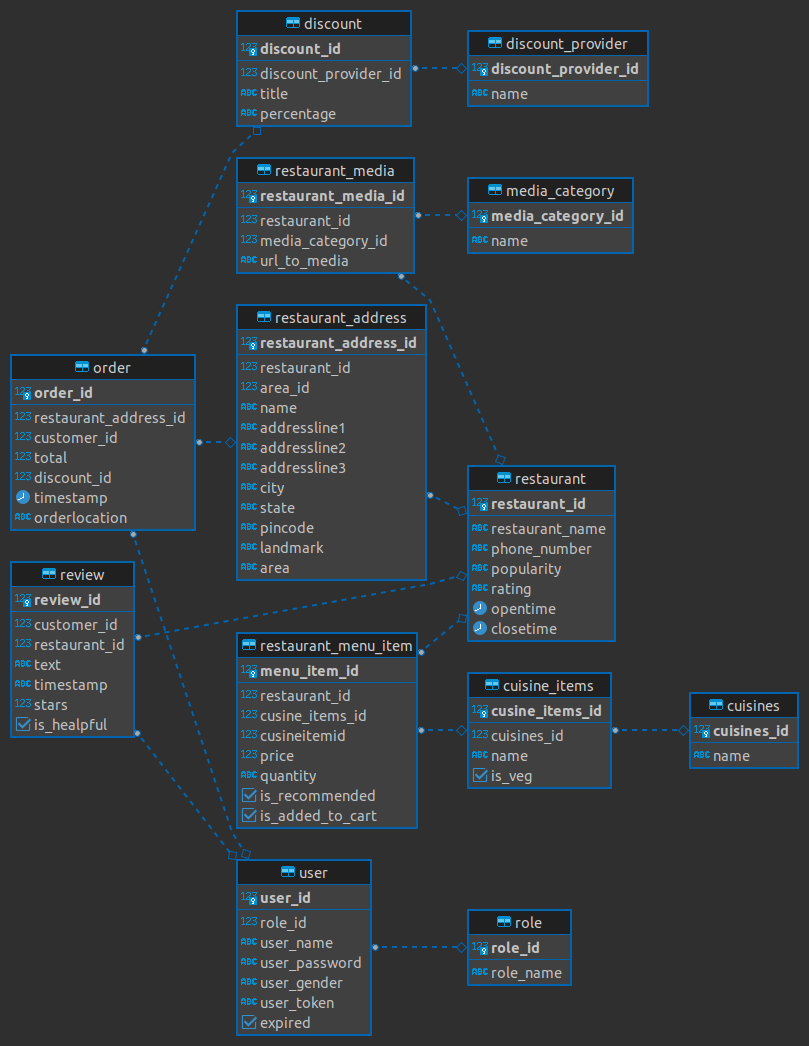 discount
123 discount_id
123 discount_provider_id
ABC title
ABC percentage
discount_provider
123 discount_provider_id
ABC name
restaurant_media
123 restaurant_media_id
123 restaurant_id
123 media_category_id
ABC url_to_media
media_category
123 media_category_id
ABC name
restaurant_address
123 restaurant_address_id
123 restaurant_id
123 area_id
ABC name
ABC addressline1
ABC addressline2
ABC addressline3
ABC city
ABC state
ABC pincode
ABC landmark
ABC area
order
123 order_id
123 restaurant_address_id
123 customer_id
123 total
123 discount_id
timestamp
ABC orderlocation
restaurant
123 restaurant_id
ABC restaurant_name
ABC phone_number
ABC popularity
ABC rating
opentime
closetime
review
123 review_id
123 customer_id
123 restaurant_id
ABC text
ABC timestamp
123 stars
is_healpful
restaurant_menu_item
123 menu_item_id
123 restaurant_id
123 cusine_items_id
123 cusineitemid
123 price
ABC quantity
is_recommended
is_added_to_cart
cuisine_items
123 cusine_items_id
123 cuisines_id
ABC name
is_veg
cuisines
123 cuisines_id
ABC name
user
123 user_id
123 role_id
ABC user_name
ABC user_password
ABC user_gender
ABC user_token
expired
role
123 role_id
ABC role_name